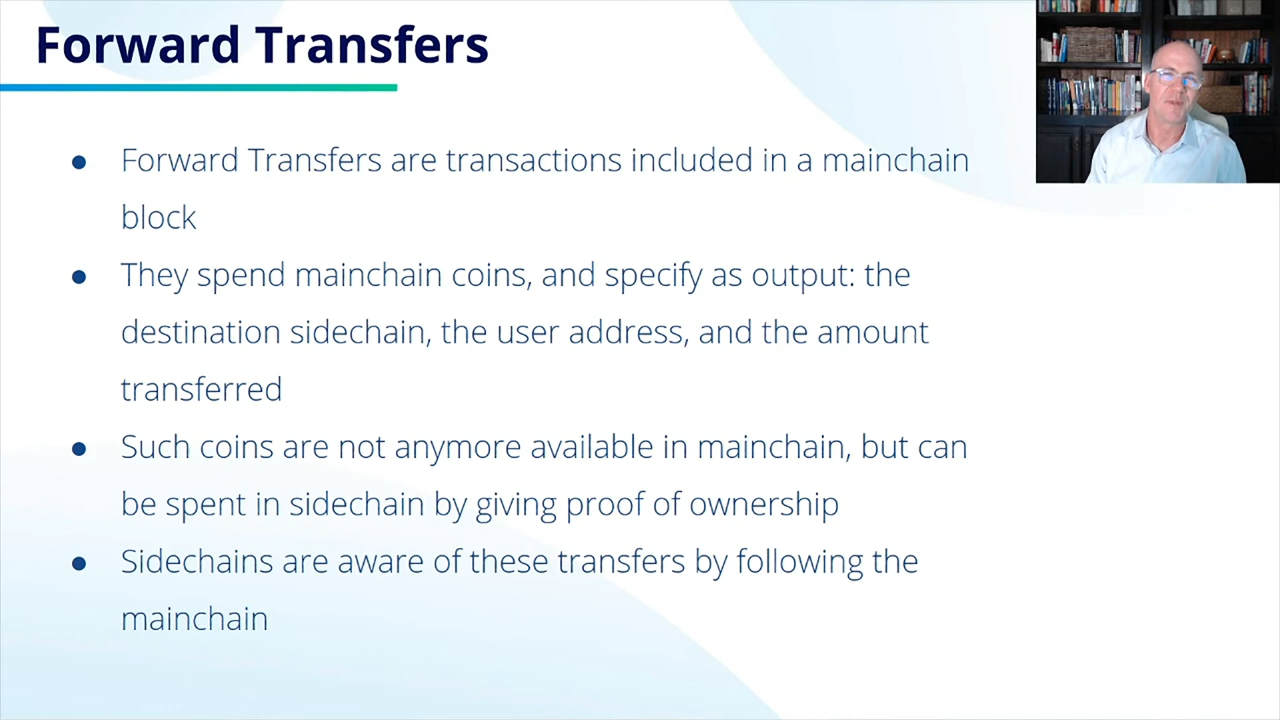 Forward Transfers
● Forward Transfers are transactions included in a mainchain
block
● They spend mainchain coins, and specify as output: the
destination sidechain, the user address, and the amount
transferred
● Such coins are not anymore available in mainchain, but can
be spent in sidechain by giving proof of ownership
● Sidechains are aware of these transfers by following the
mainchain